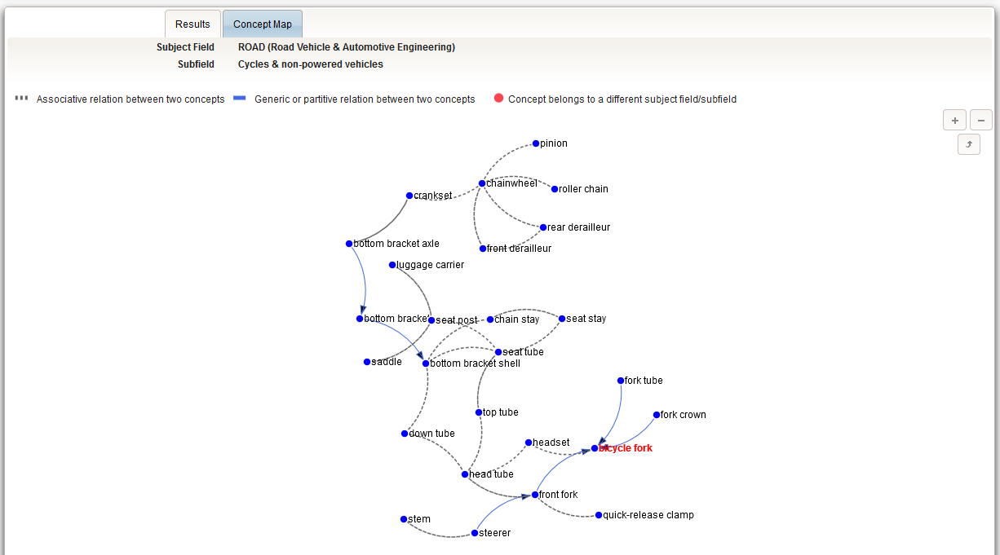 Results
Concept Map
Subject Field ROAD (Road Vehicle & Automotive Engineering)
Subfield Cycles & non-powered vehicles
Associative relation between two concepts Generic or partitive relation between two concepts Concept belongs to a different subject field/subfield
+ −
pinion
chainwheel
roller chain
crankset
rear derailleur
bottom bracket axle
front derailleur
luggage carrier
bottom bracket
seat post
chain stay
seat stay
seat tube
saddle
bottom bracket shell
fork tube
top tube
fork crown
down tube
headset
bicycle fork
head tube
front fork
quick-release clamp
stem
steerer